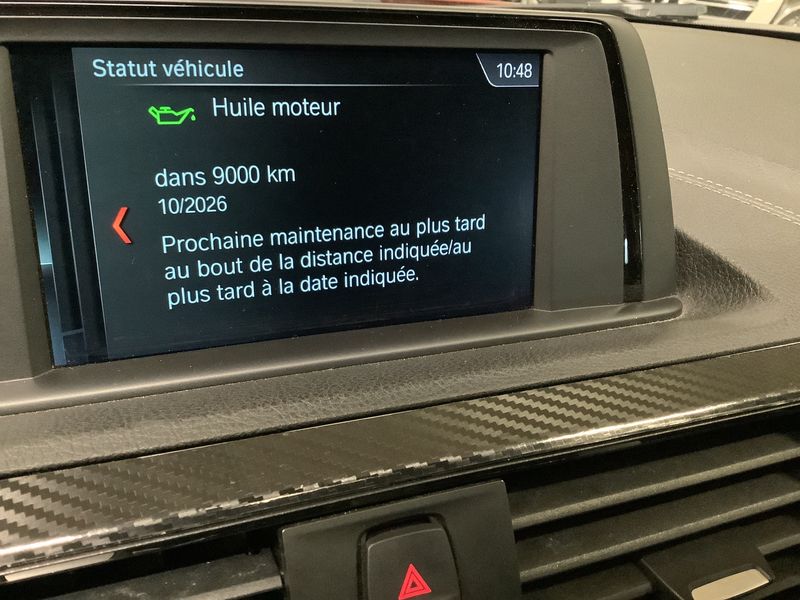 Statut véhicule
10:48
Huile moteur
dans 9000 km
10/2026
Prochaine maintenance au plus tard
au bout de la distance indiquée/au
plus tard à la date indiquée.